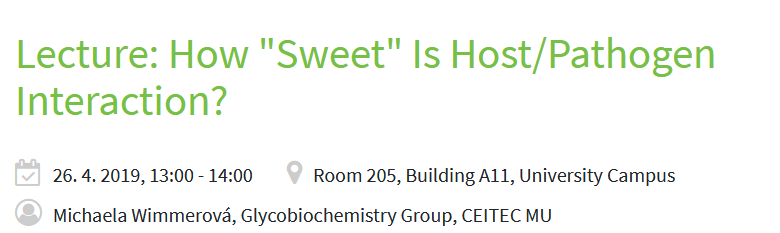 Lecture: How "Sweet" Is Host/Pathogen
Interaction?
26. 4. 2019, 13:00 - 14:00 Room 205, Building A11, University Campus
Michaela Wimmerová, Glycobiochemistry Group, CEITEC MU